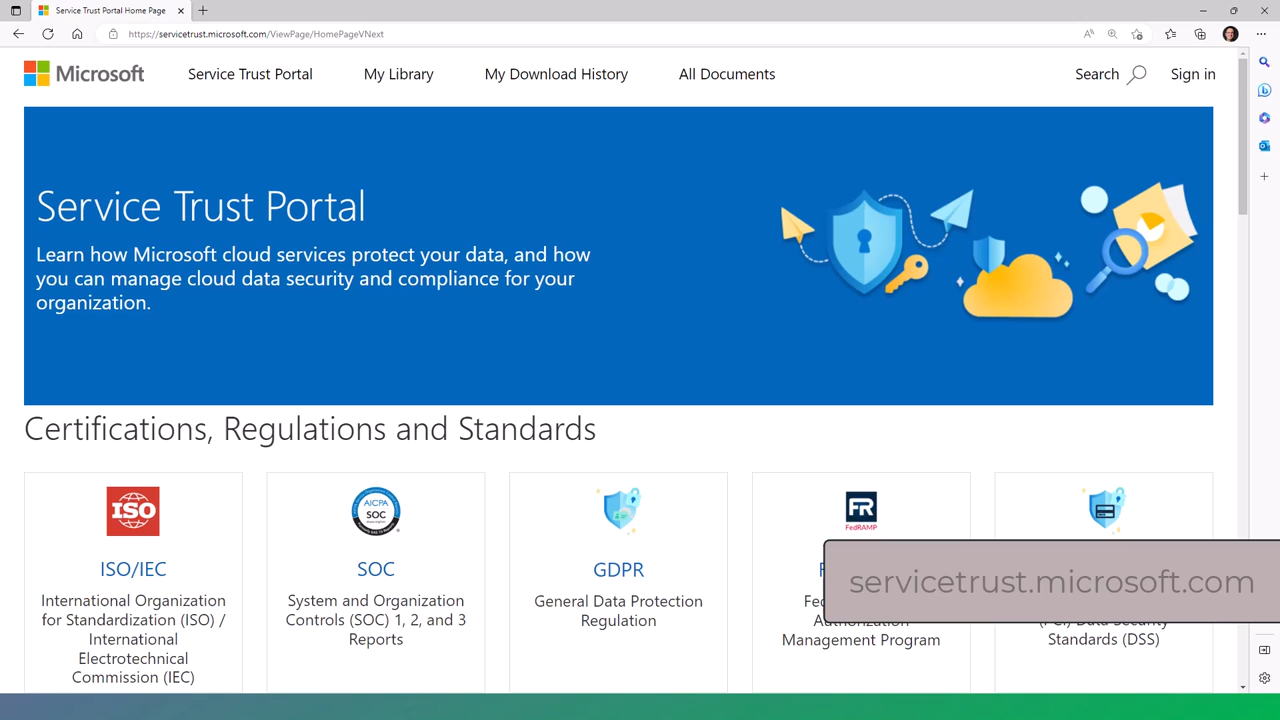 Service Trust Portal Home Page
https://servicetrust.microsoft.com/ViewPage/HomePageVNext
Microsoft
Service Trust Portal
My Library
My Download History
All Documents
Search
Sign in
Service Trust Portal
Learn how Microsoft cloud services protect your data, and how
you can manage cloud data security and compliance for your
organization.
Certifications, Regulations and Standards
ISO
AICPA
SOC
FR
FedRAMP
ISO/IEC
International Organization
for Standardization (ISO) /
International
Electrotechnical
Commission (IEC)
SOC
System and Organization
Controls (SOC) 1, 2, and 3
Reports
GDPR
General Data Protection
Regulation
Authorization
Management Program
(PCI) Data Security
Standards (DSS)
servicetrust.microsoft.com